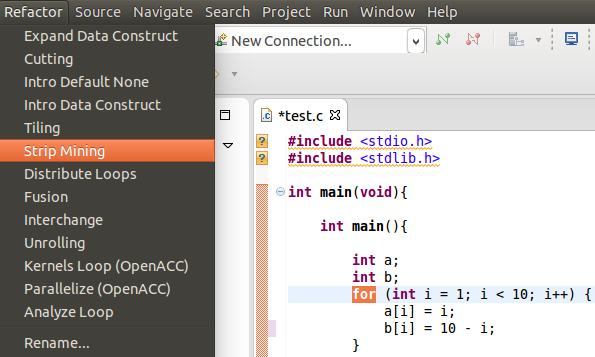 Refactor Source Navigate Search Project Run Window Help
Expand Data Construct
Cutting
Intro Default None
Intro Data Construct
Tiling
Strip Mining
Distribute Loops
Fusion
Interchange
Unrolling
Kernels Loop (OpenACC)
Parallelize (OpenACC)
Analyze Loop
Rename...
New Connection...
.c *test.c
? #include <stdio.h>
? #include <stdlib.h>
int main(void){
int main(){
int a;
int b;
for (int i = 1; i < 10; i++) {
a[i] = i;
b[i] = 10 - i;
}